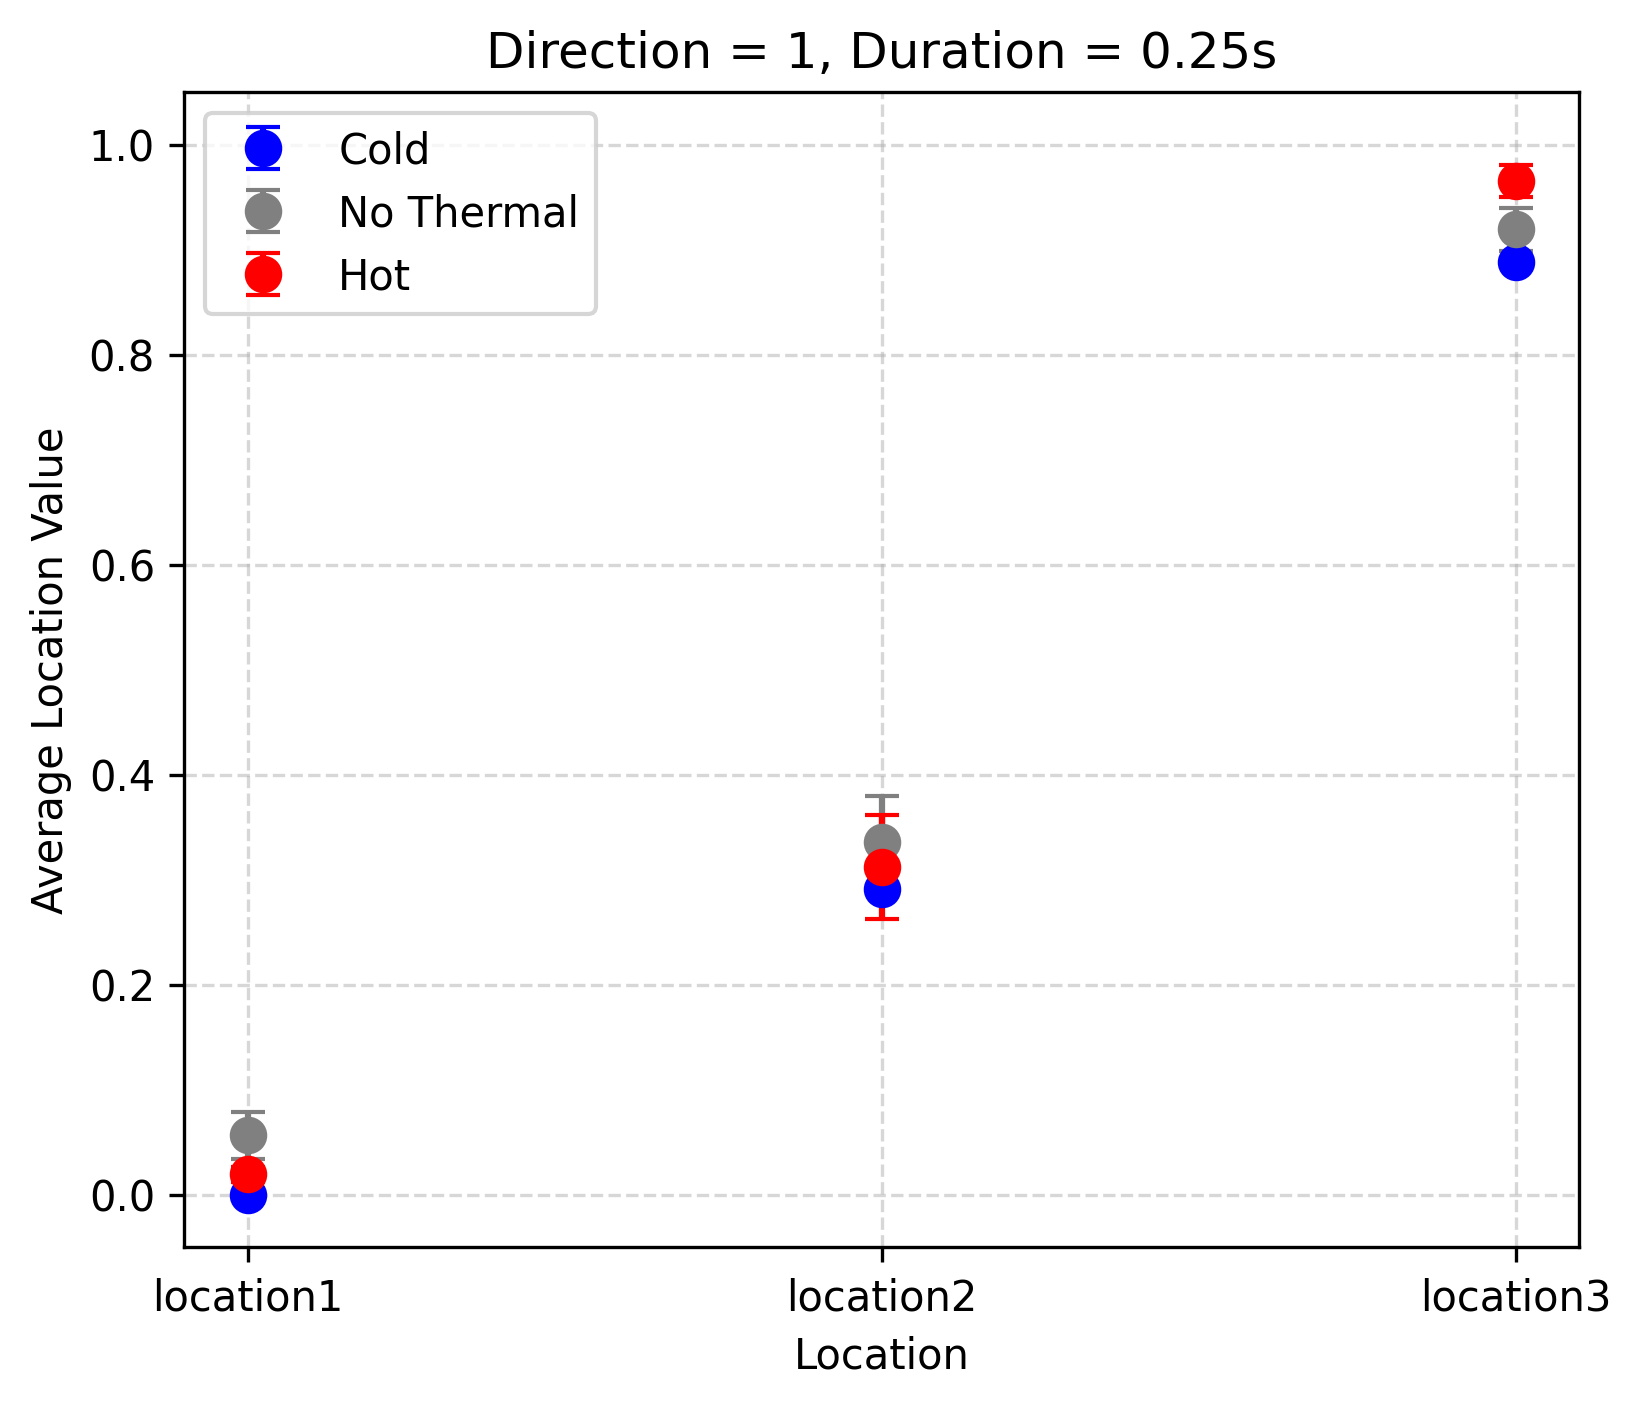 Direction = 1, Duration = 0.25s
Cold
No Thermal
Hot
1.0
0.8
0.6
0.4
0.2
0.0
Average Location Value
location1
location2
location3
Location